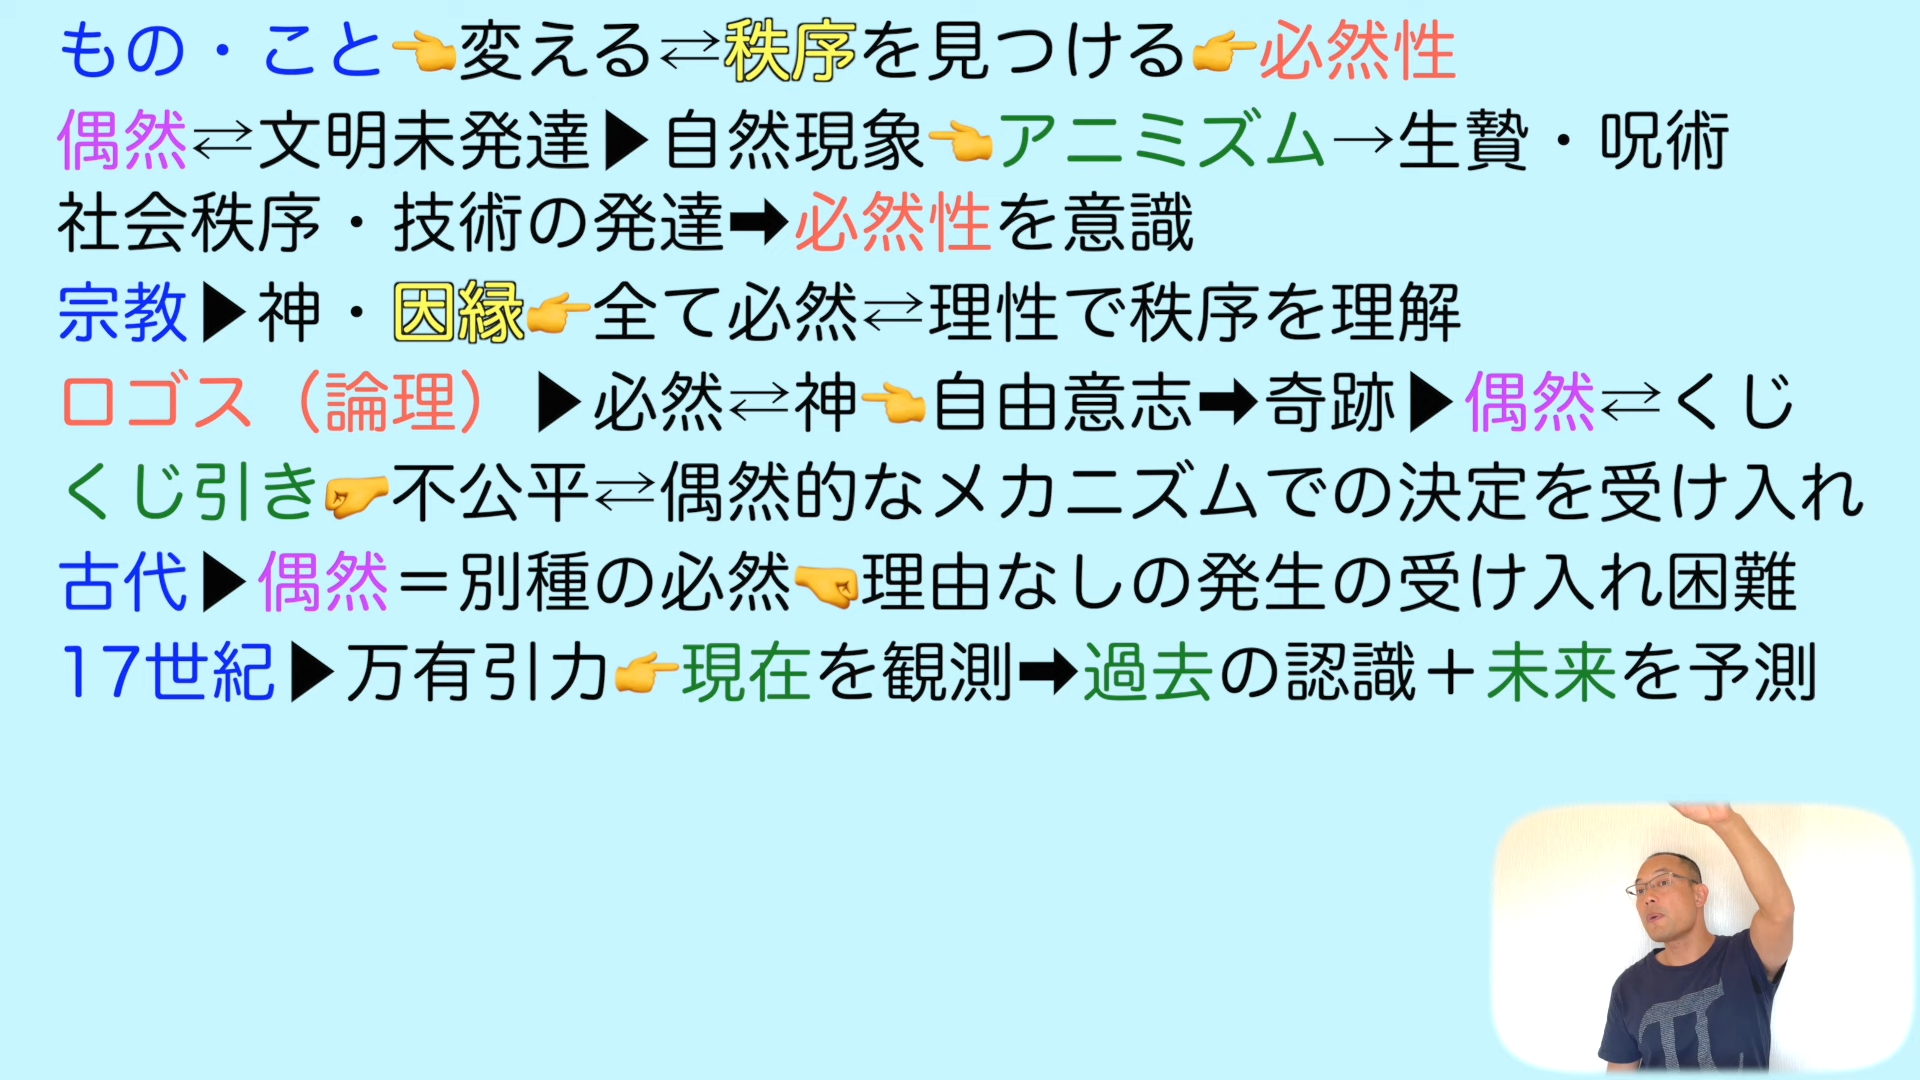 もの・こと👈変える⇄秩序を見つける👉必然性
偶然⇄文明未発達▶自然現象👈アニミズム→生贄・呪術
社会秩序・技術の発達➡必然性を意識
宗教▶神・因縁👉全て必然⇄理性で秩序を理解
ロゴス（論理）▶必然⇄神👈自由意志➡奇跡▶偶然⇄くじ
くじ引き🤛不公平⇄偶然的なメカニズムでの決定を受け入れ
古代▶偶然＝別種の必然🤜理由なしの発生の受け入れ困難
17世紀▶万有引力👉現在を観測➡過去の認識＋未来を予測